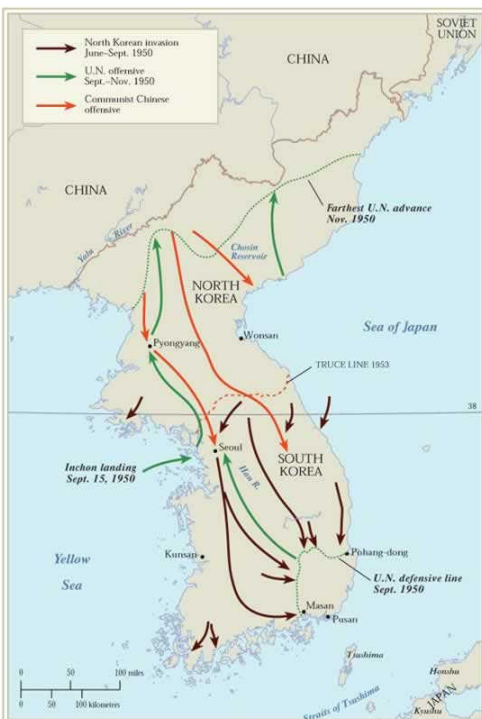 North Korean invasion
June–Sept. 1950
U.N. offensive
Sept.–Nov. 1950
Communist Chinese
offensive
SOVIET
UNION
CHINA
CHINA
Farthest U.N. advance
Nov. 1950
Yalu River
Chosin
Reservoir
NORTH
KOREA
Wonsan
Sea of Japan
Pyongyang
TRUCE LINE 1953
38
Seoul
SOUTH
KOREA
Inchon landing
Sept. 15, 1950
Han R.
Kunsan
Pohang-dong
Yellow
Sea
U.N. defensive line
Sept. 1950
Masan
Pusan
Tsushima
0 50 100 miles
0 50 100 kilometres
Honshu
JAPAN
Kyushu
Straits of Tsushima